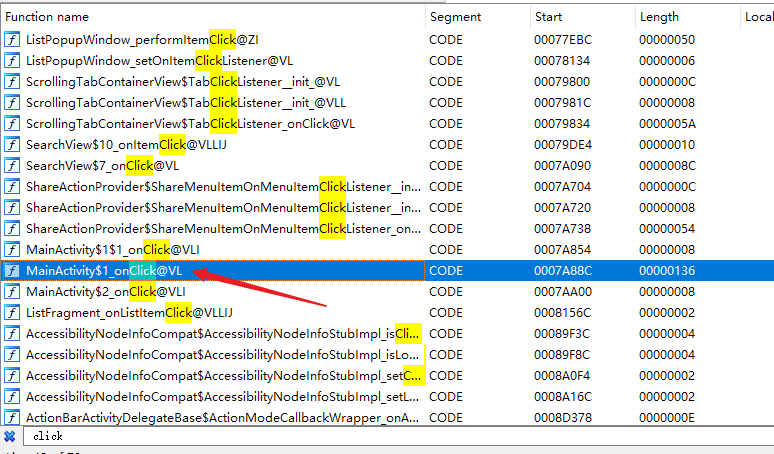 Function name Segment Start Length Local
ListPopupWindow_performItemClick@ZI CODE 00077EBC 00000050
ListPopupWindow_setOnItemClickListener@VL CODE 00078134 00000006
ScrollingTabContainerView$TabClickListener__init_@VL CODE 00079800 0000000C
ScrollingTabContainerView$TabClickListener__init_@VLL CODE 0007981C 00000008
ScrollingTabContainerView$TabClickListener_onClick@VL CODE 00079834 0000005A
SearchView$10_onItemClick@VLLIJ CODE 00079DE4 00000010
SearchView$7_onClick@VL CODE 0007A090 0000008C
ShareActionProvider$ShareMenuItemOnMenuItemClickListener__in... CODE 0007A704 0000000C
ShareActionProvider$ShareMenuItemOnMenuItemClickListener__in... CODE 0007A720 00000008
ShareActionProvider$ShareMenuItemOnMenuItemClickListener_on... CODE 0007A738 00000054
MainActivity$1$1_onClick@VLI CODE 0007A854 00000008
MainActivity$1_onClick@VL CODE 0007A88C 00000136
MainActivity$2_onClick@VLI CODE 0007AA00 00000008
ListFragment_onListItemClick@VLLIJ CODE 0008156C 00000002
AccessibilityNodeInfoCompat$AccessibilityNodeInfoStubImpl_isCli... CODE 00089F3C 00000004
AccessibilityNodeInfoCompat$AccessibilityNodeInfoStubImpl_isLo... CODE 00089F8C 00000004
AccessibilityNodeInfoCompat$AccessibilityNodeInfoStubImpl_setC... CODE 0008A0F4 00000002
AccessibilityNodeInfoCompat$AccessibilityNodeInfoStubImpl_setL... CODE 0008A16C 00000002
ActionBarActivityDelegateBase$ActionModeCallbackWrapper_onA... CODE 0008D378 0000000E
click